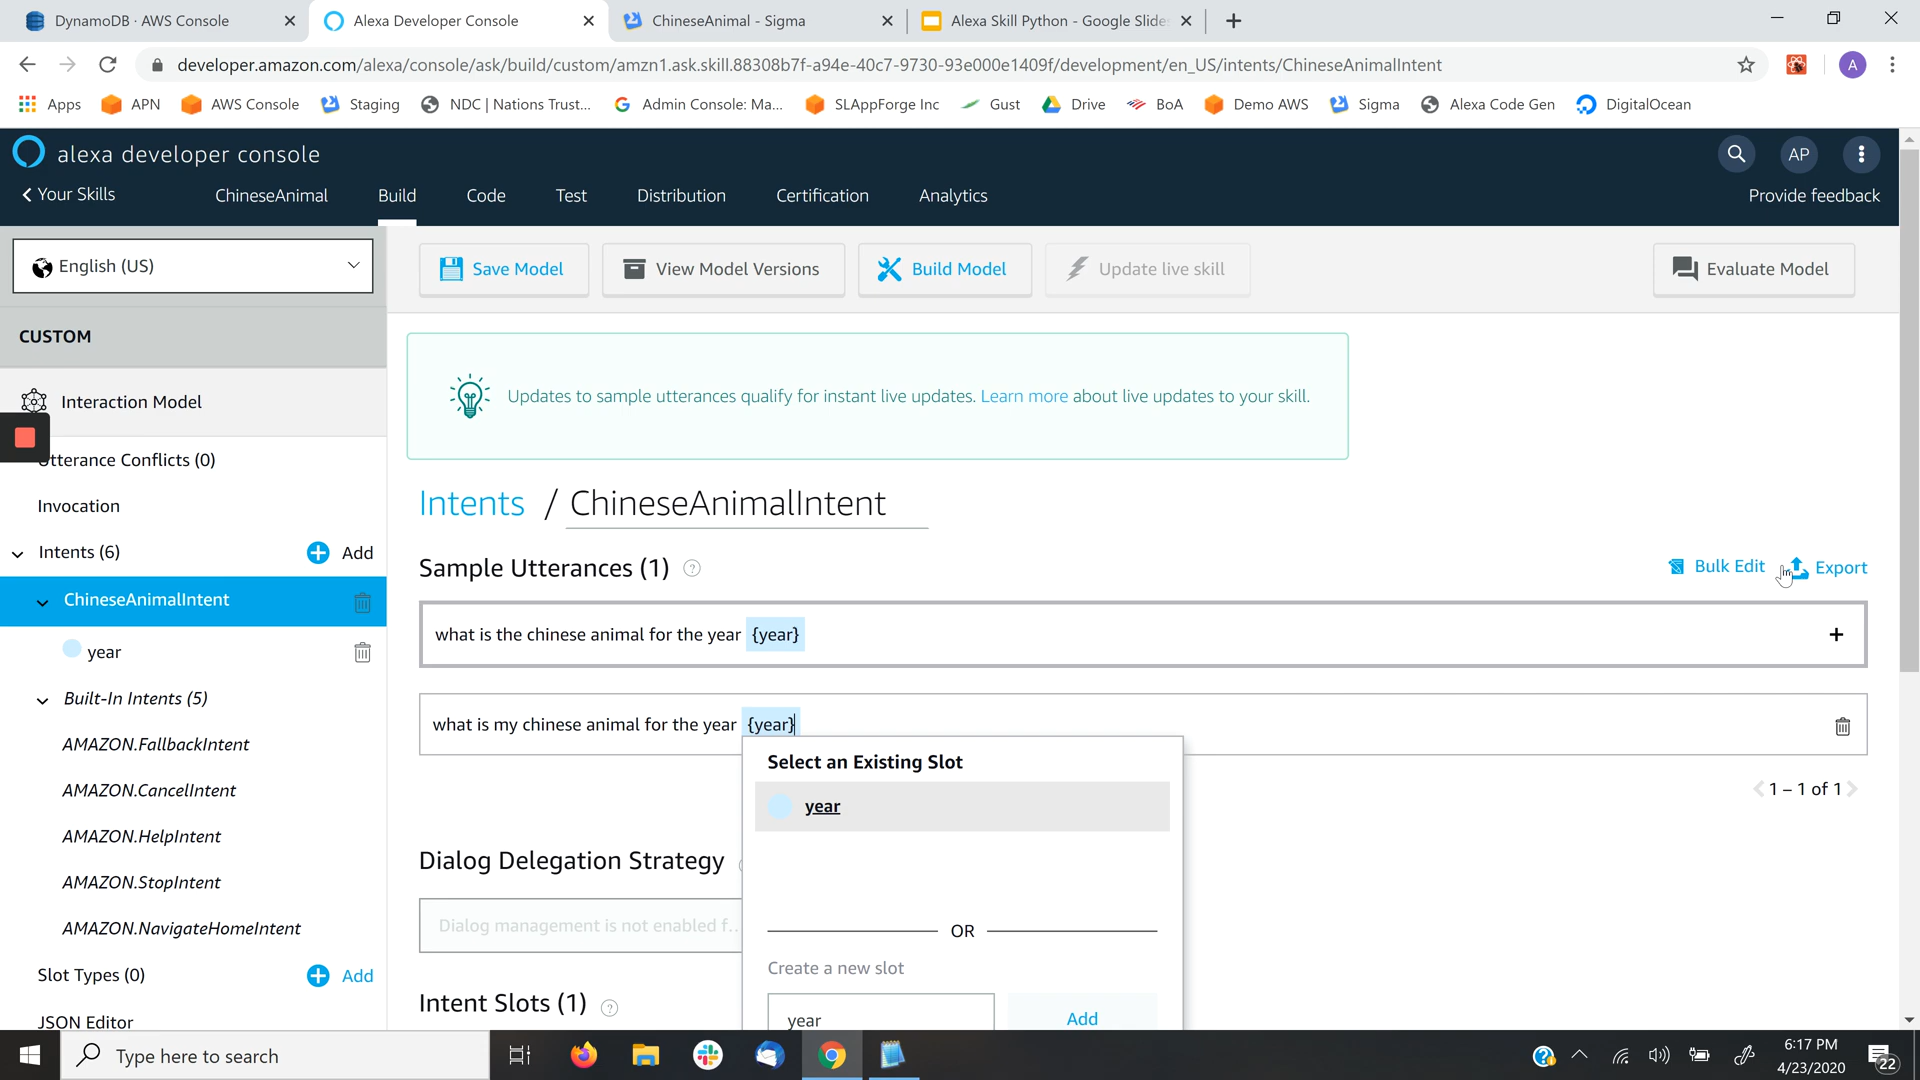 DynamoDB · AWS Console
Alexa Developer Console
ChineseAnimal - Sigma
Alexa Skill Python - Google Slide
developer.amazon.com/alexa/console/ask/build/custom/amzn1.ask.skill.88308b7f-a94e-40c7-9730-93e000e1409f/development/en_US/intents/ChineseAnimalIntent
A
Apps
APN
AWS Console
Staging
NDC | Nations Trust...
Admin Console: Ma...
SLAppForge Inc
Gust
Drive
BoA
Demo AWS
Sigma
Alexa Code Gen
DigitalOcean
alexa developer console
AP
Your Skills
ChineseAnimal
Build
Code
Test
Distribution
Certification
Analytics
Provide feedback
English (US)
Save Model
View Model Versions
Build Model
Update live skill
Evaluate Model
CUSTOM
Interaction Model
Utterance Conflicts (0)
Invocation
Intents (6)
Add
ChineseAnimalIntent
year
Built-In Intents (5)
AMAZON.FallbackIntent
AMAZON.CancelIntent
AMAZON.HelpIntent
AMAZON.StopIntent
AMAZON.NavigateHomeIntent
Slot Types (0)
Add
JSON Editor
Updates to sample utterances qualify for instant live updates. Learn more about live updates to your skill.
Intents / ChineseAnimalIntent
Sample Utterances (1)
Bulk Edit
Export
what is the chinese animal for the year {year}
what is my chinese animal for the year {year}
1 – 1 of 1
Select an Existing Slot
year
OR
Create a new slot
year
Add
Dialog Delegation Strategy
Dialog management is not enabled f...
Intent Slots (1)
Type here to search
6:17 PM
4/23/2020
22